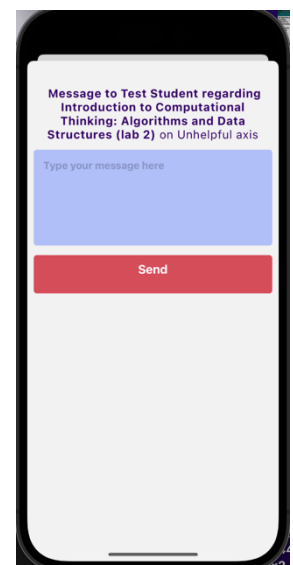 Message to Test Student regarding
Introduction to Computational
Thinking: Algorithms and Data
Structures (lab 2) on Unhelpful axis
Type your message here
Send